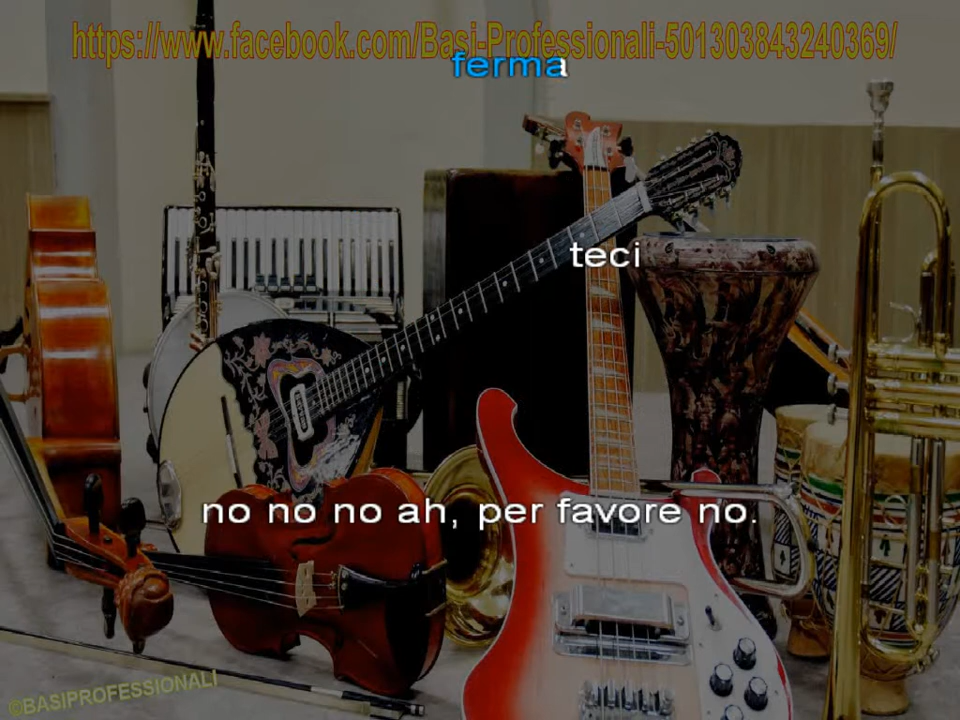 https://www.facebook.com/Basi-Professionali-501303843240369/
ferma
teci
no no no ah, per favore no.
©BASIPROFESSIONALI